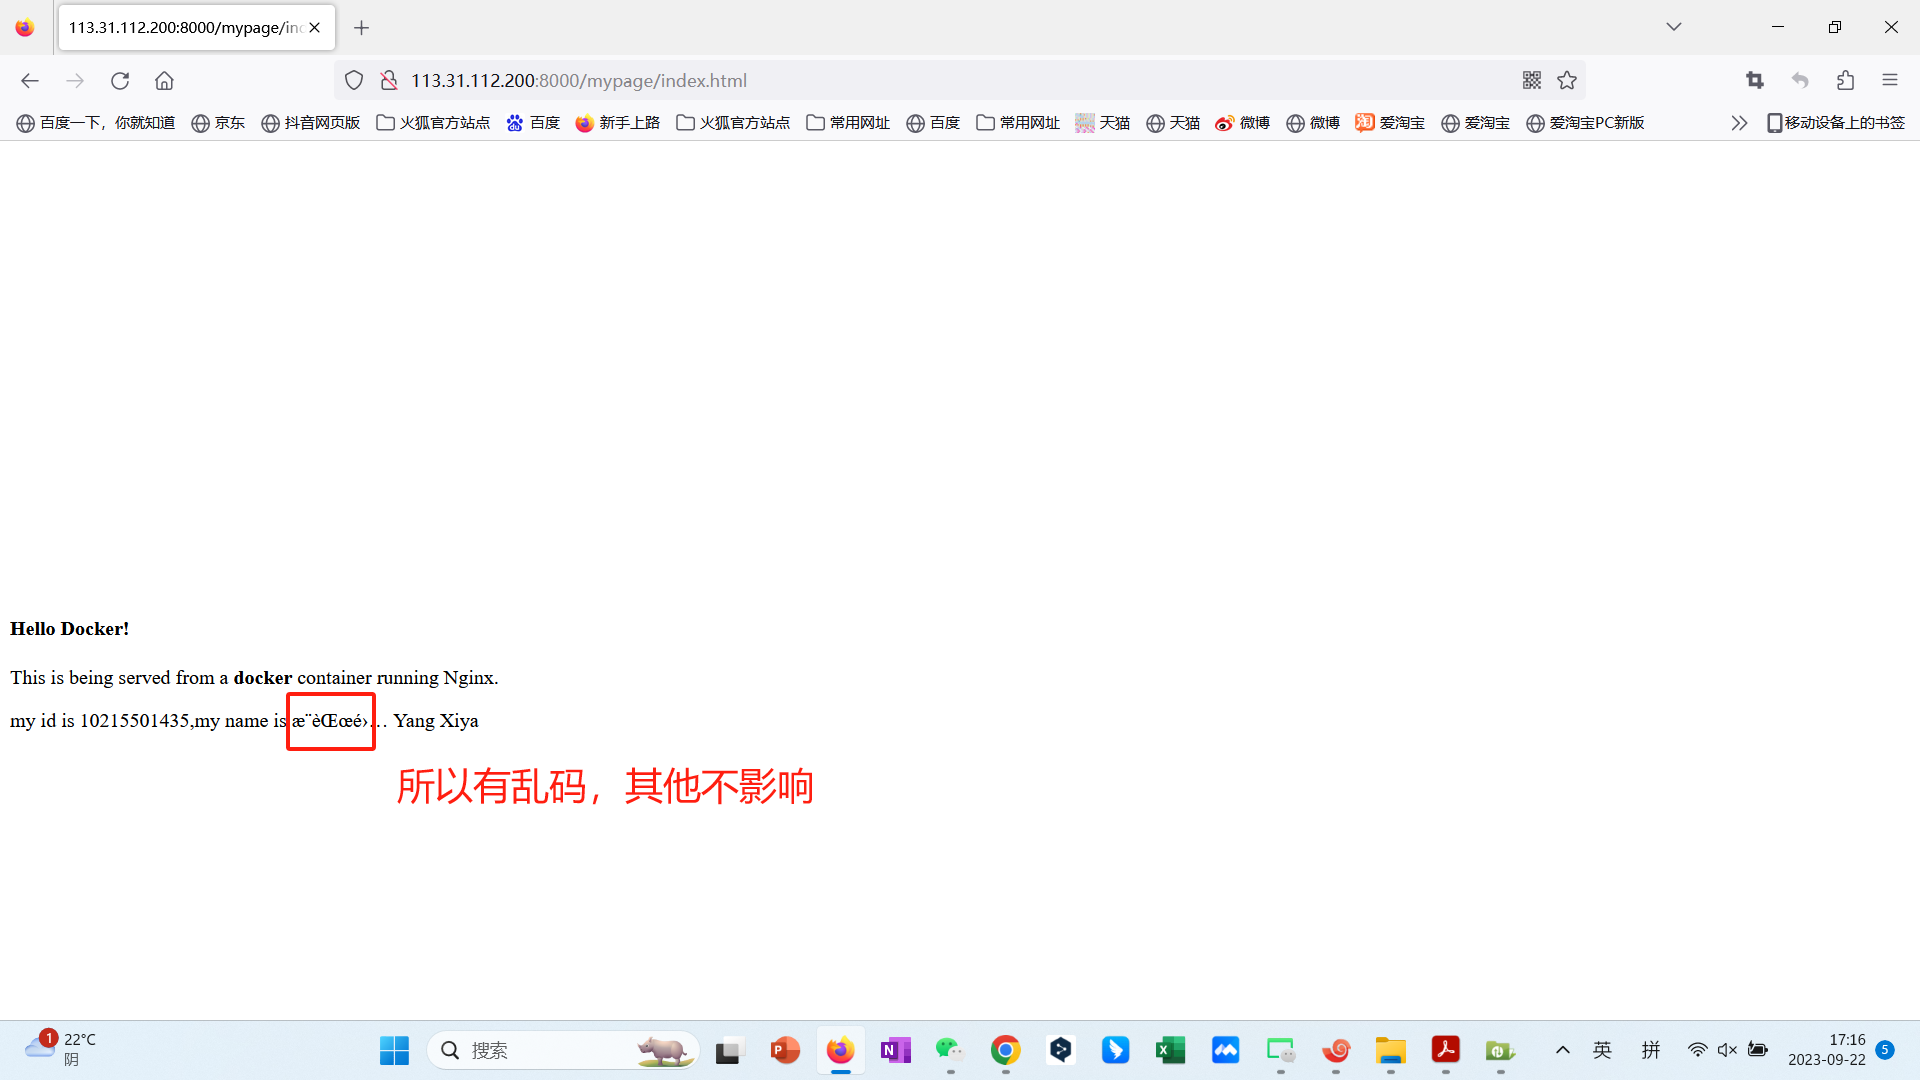 113.31.112.200:8000/mypage/inc
113.31.112.200:8000/mypage/index.html
百度一下，你就知道 京东 抖音网页版 火狐官方站点 百度 新手上路 火狐官方站点 常用网址 百度 常用网址 天猫 天猫 微博 微博 爱淘宝 爱淘宝 爱淘宝PC新版 移动设备上的书签
Hello Docker!
This is being served from a docker container running Nginx.
my id is 10215501435,my name is æ¨èŒœé›… Yang Xiya
所以有乱码，其他不影响
1 22°C
阴
搜索
英 拼
17:16
2023-09-22 5